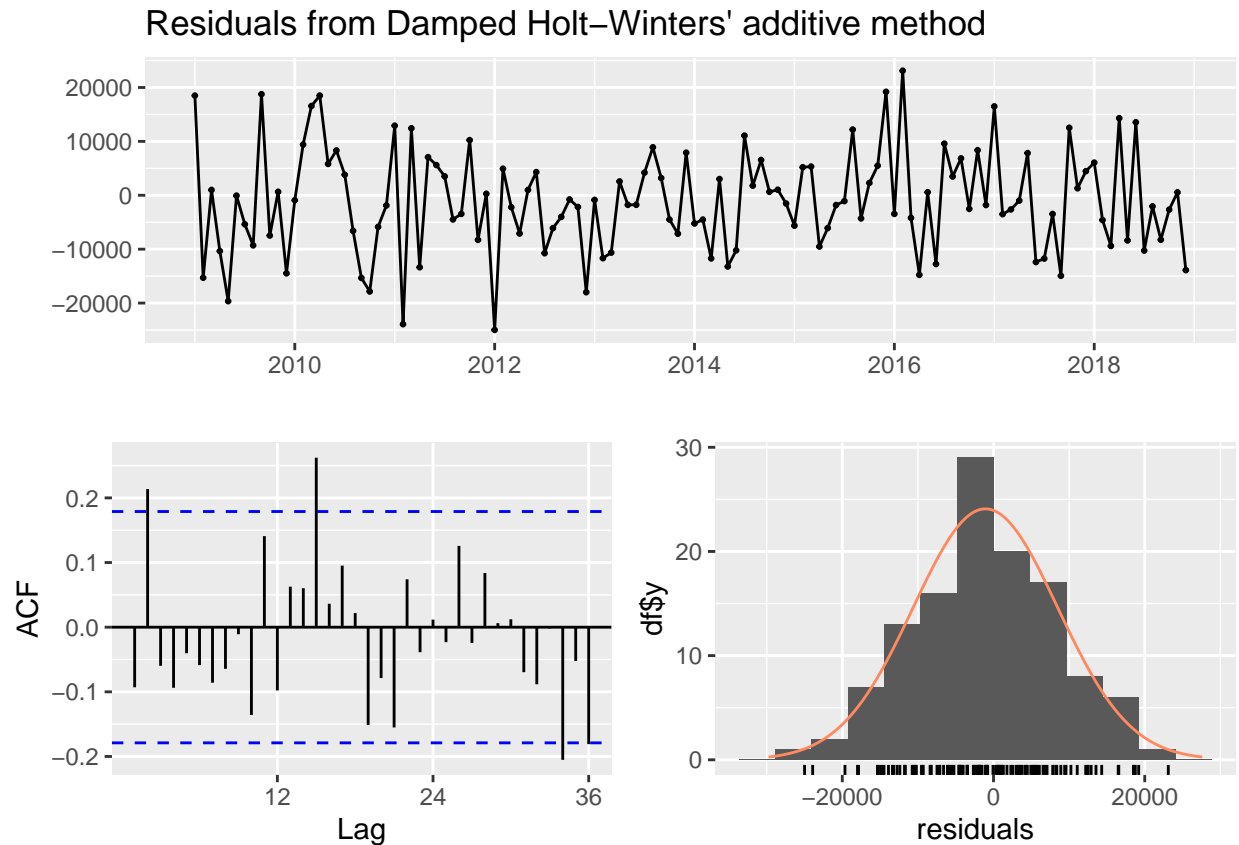 Residuals from Damped Holt−Winters' additive method
20000
10000
0
−10000
−20000
2010 2012 2014 2016 2018
ACF
0.2
0.1
0.0
−0.1
−0.2
12 24 36
Lag
df$y
30
20
10
0
−20000 0 20000
residuals